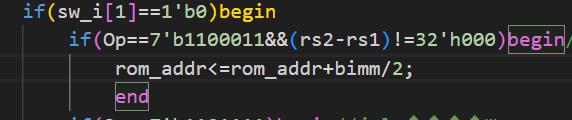 if(sw_i[1]==1'b0)begin
if(Op==7'b1100011&&(rs2-rs1)!=32'h000)begin/
rom_addr<=rom_addr+bimm/2;
end